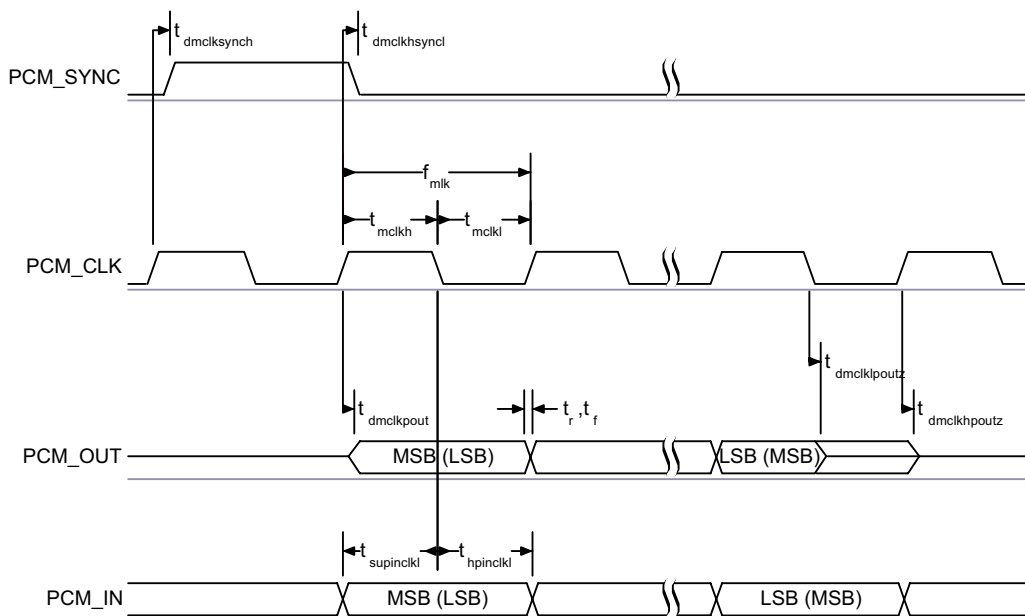 t dmclksynch
t dmclkhsyncl
PCM_SYNC
f mlk
t mclkh
t mclkl
PCM_CLK
t dmclklpoutz
t dmclkpout
t r ,t f
t dmclkhpoutz
PCM_OUT
MSB (LSB)
LSB (MSB)
t supinclkl
t hpinclkl
PCM_IN
MSB (LSB)
LSB (MSB)